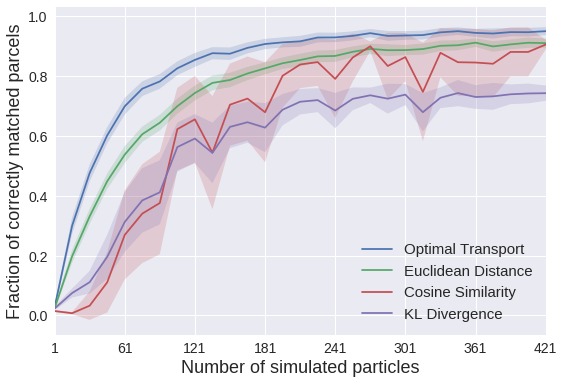 Fraction of correctly matched parcels
1.0
0.8
0.6
0.4
0.2
0.0
Optimal Transport
Euclidean Distance
Cosine Similarity
KL Divergence
1 61 121 181 241 301 361 421
Number of simulated particles